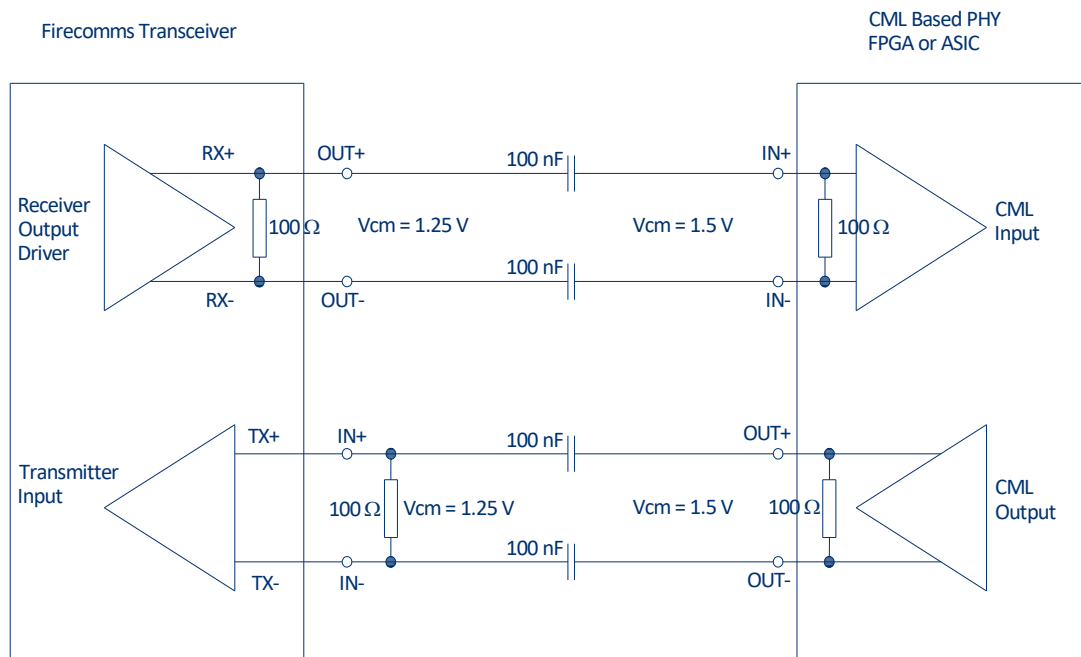 Firecomms Transceiver
CML Based PHY
FPGA or ASIC
RX+
OUT+
100 nF
IN+
Receiver
Output
Driver
100 Ω
Vcm = 1.25 V
Vcm = 1.5 V
100 Ω
CML
Input
100 nF
RX-
OUT-
IN-
TX+
IN+
100 nF
OUT+
Transmitter
Input
100 Ω
Vcm = 1.25 V
Vcm = 1.5 V
100 Ω
CML
Output
100 nF
TX-
IN-
OUT-